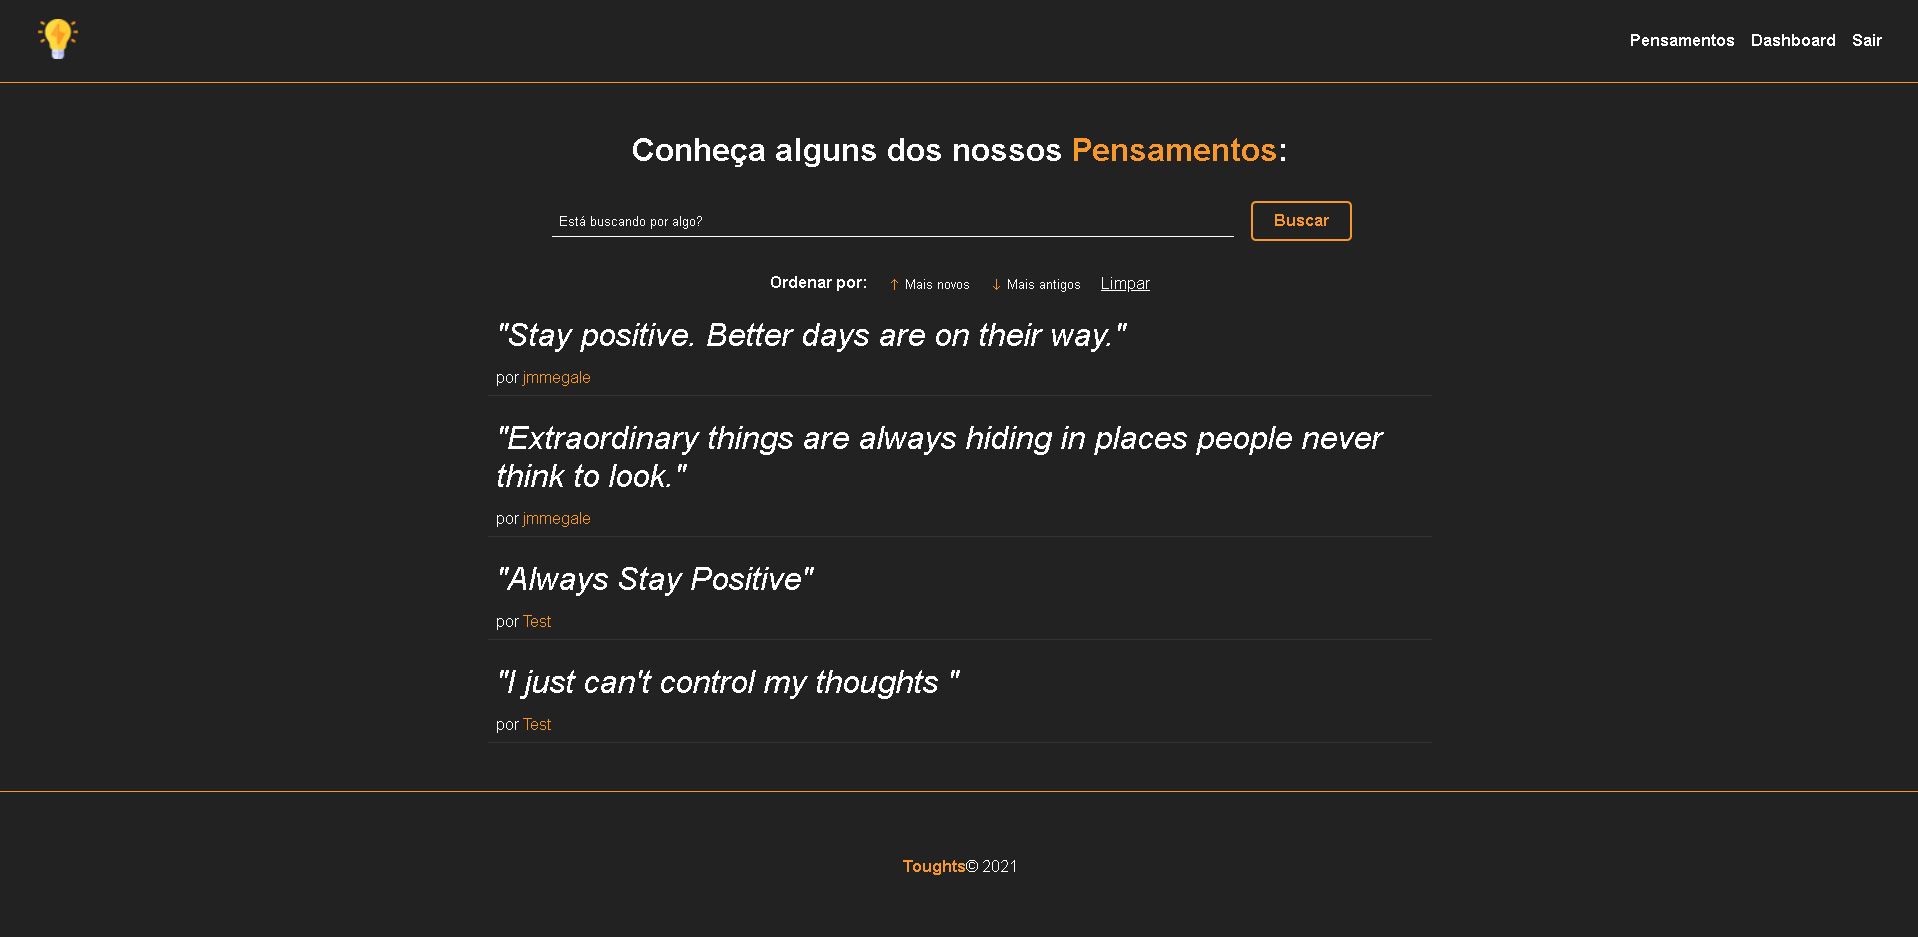 Pensamentos Dashboard Sair
Conheça alguns dos nossos Pensamentos:
Está buscando por algo?
Buscar
Ordenar por: ↑ Mais novos ↓ Mais antigos Limpar
"Stay positive. Better days are on their way."
por jmmegale
"Extraordinary things are always hiding in places people never
think to look."
por jmmegale
"Always Stay Positive"
por Test
"I just can't control my thoughts "
por Test
Toughts© 2021